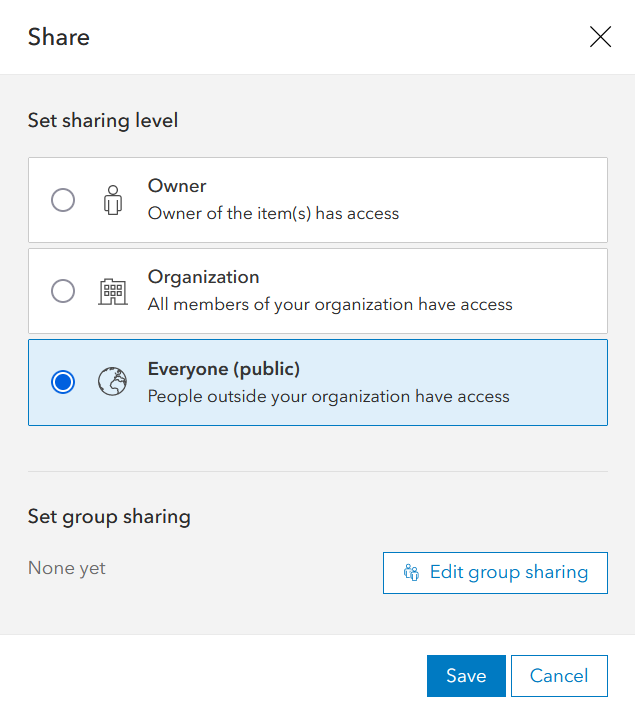 Share
Set sharing level
Owner
Owner of the item(s) has access
Organization
All members of your organization have access
Everyone (public)
People outside your organization have access
Set group sharing
None yet
Edit group sharing
Save
Cancel